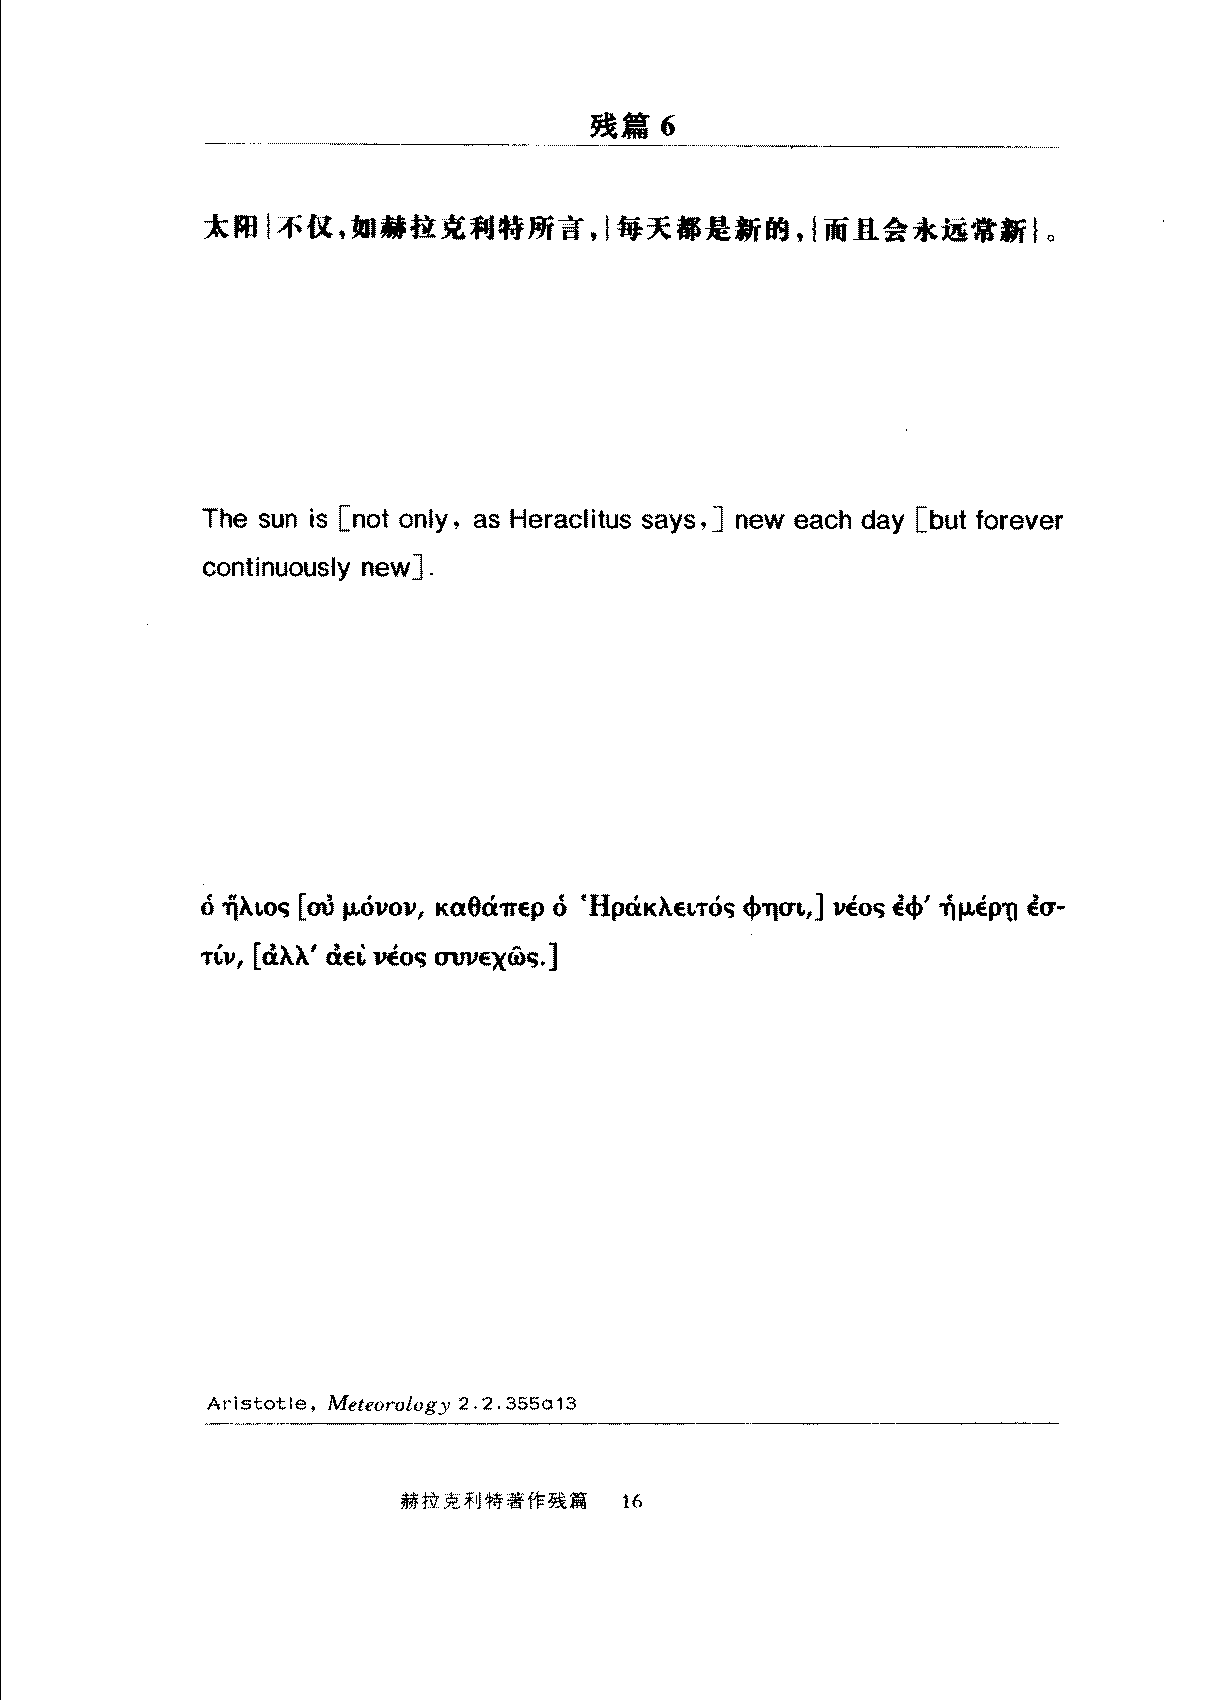 残篇 6
太阳[不仅,如赫拉克利特所言,]每天都是新的,[而且会永远常新]。
The sun is [not only, as Heraclitus says,] new each day [but forever
continuously new].
ὁ ἥλιος [οὐ μόνον, καθάπερ ὁ Ἡράκλειτός φησι,] νέος ἐφ' ἡμέρῃ ἐσ-
τίν, [ἀλλ' ἀεὶ νέος συνεχῶς.]
Aristotle, Meteorology 2.2.355a13
赫拉克利特著作残篇 16